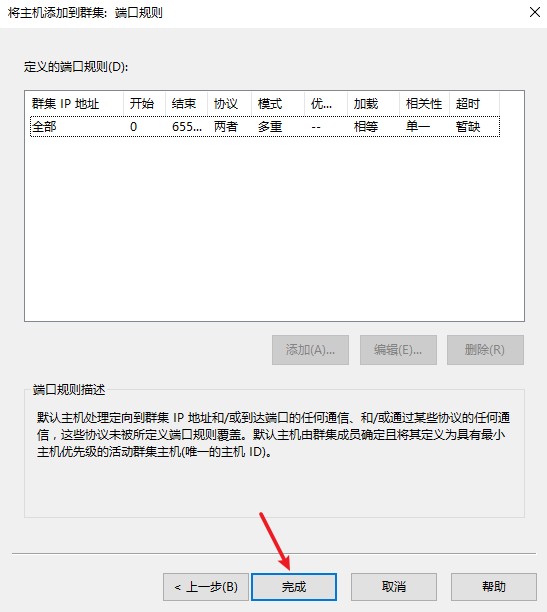 将主机添加到群集: 端口规则
定义的端口规则(D):
群集 IP 地址 开始 结束 协议 模式 优... 加载 相关性 超时
全部 0 655... 两者 多重 -- 相等 单一 暂缺
添加(A)... 编辑(E)... 删除(R)
端口规则描述
默认主机处理定向到群集 IP 地址和/或到达端口的任何通信、和/或通过某些协议的任何通
信，这些协议未被所定义端口规则覆盖。默认主机由群集成员确定且将其定义为具有最小
主机优先级的活动群集主机(唯一的主机 ID)。
< 上一步(B) 完成 取消 帮助